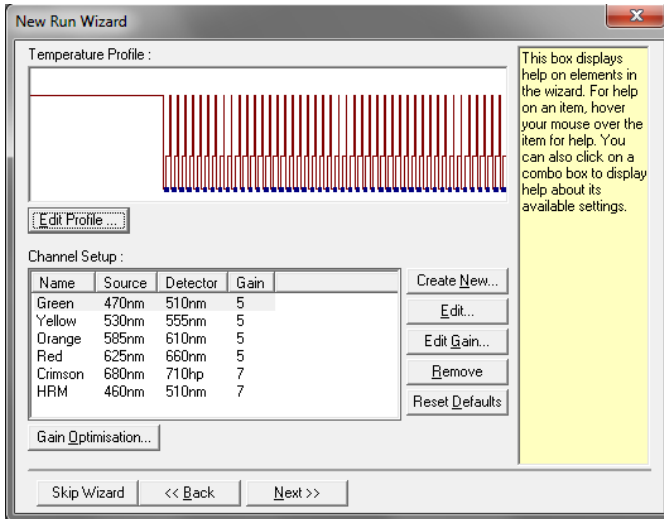 New Run Wizard
Temperature Profile :
Edit Profile ...
Channel Setup :
Name Source Detector Gain
Green 470nm 510nm 5
Yellow 530nm 555nm 5
Orange 585nm 610nm 5
Red 625nm 660nm 5
Crimson 680nm 710hp 7
HRM 460nm 510nm 7
Create New...
Edit...
Edit Gain...
Remove
Reset Defaults
Gain Optimisation...
Skip Wizard << Back Next >>
This box displays
help on elements in
the wizard. For help
on an item, hover
your mouse over the
item for help. You
can also click on a
combo box to display
help about its
available settings.